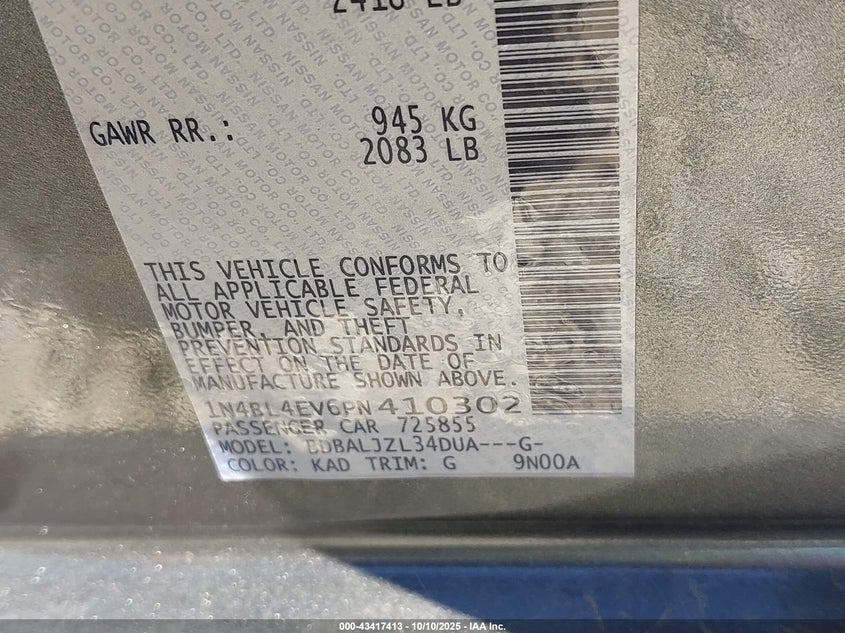 2416 LB
GAWR RR.: 945 KG
2083 LB
THIS VEHICLE CONFORMS TO
ALL APPLICABLE FEDERAL
MOTOR VEHICLE SAFETY,
BUMPER, AND THEFT
PREVENTION STANDARDS IN
EFFECT ON THE DATE OF
MANUFACTURE SHOWN ABOVE.
1N4BL4EV6PN410302
PASSENGER CAR 725855
MODEL: BDBALJZL34DUA---G-
COLOR: KAD TRIM: G 9N00A
000-43417413 - 10/10/2025 - IAA Inc.